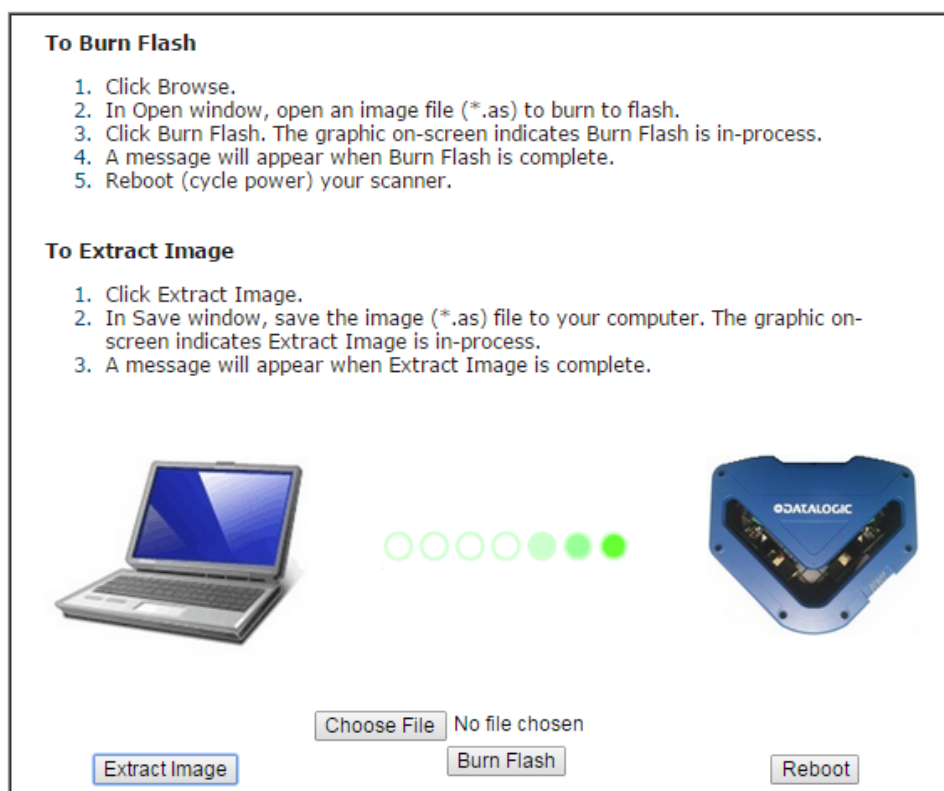 To Burn Flash
1. Click Browse.
2. In Open window, open an image file (*.as) to burn to flash.
3. Click Burn Flash. The graphic on-screen indicates Burn Flash is in-process.
4. A message will appear when Burn Flash is complete.
5. Reboot (cycle power) your scanner.
To Extract Image
1. Click Extract Image.
2. In Save window, save the image (*.as) file to your computer. The graphic on-
screen indicates Extract Image is in-process.
3. A message will appear when Extract Image is complete.
DATALOGIC
Choose File No file chosen
Burn Flash
Extract Image
Reboot